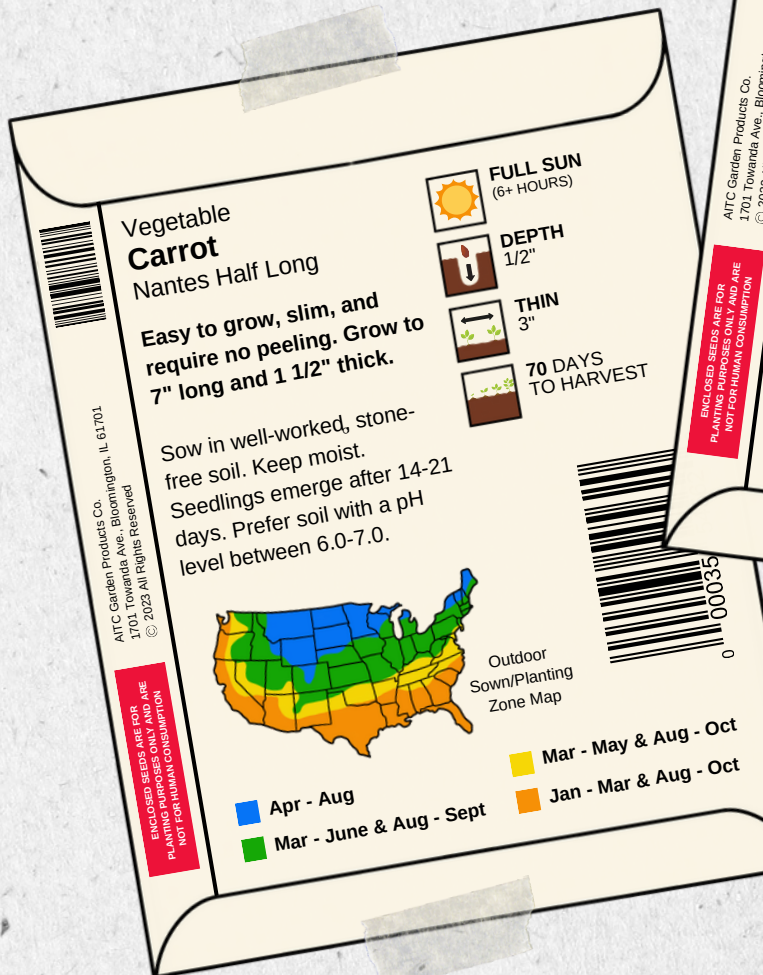 Vegetable
Carrot
Nantes Half Long
Easy to grow, slim, and
require no peeling. Grow to
7" long and 1 1/2" thick.
Sow in well-worked, stone-
free soil. Keep moist.
Seedlings emerge after 14-21
days. Prefer soil with a pH
level between 6.0-7.0.
FULL SUN
(6+ HOURS)
DEPTH
1/2"
THIN
3"
70 DAYS
TO HARVEST
Outdoor
Sown/Planting
Zone Map
Apr - Aug
Mar - June & Aug - Sept
Mar - May & Aug - Oct
Jan - Mar & Aug - Oct
0 00035
AITC Garden Products Co.
1701 Towanda Ave., Bloomington, IL 61701
© 2023 All Rights Reserved
ENCLOSED SEEDS ARE FOR
PLANTING PURPOSES ONLY AND ARE
NOT FOR HUMAN CONSUMPTION
AITC Garden Products Co.
1701 Towanda Ave.,
ENCLOSED SEEDS ARE FOR
PLANTING PURPOSES ONLY AND ARE
NOT FOR HUMAN CONSUMPTION